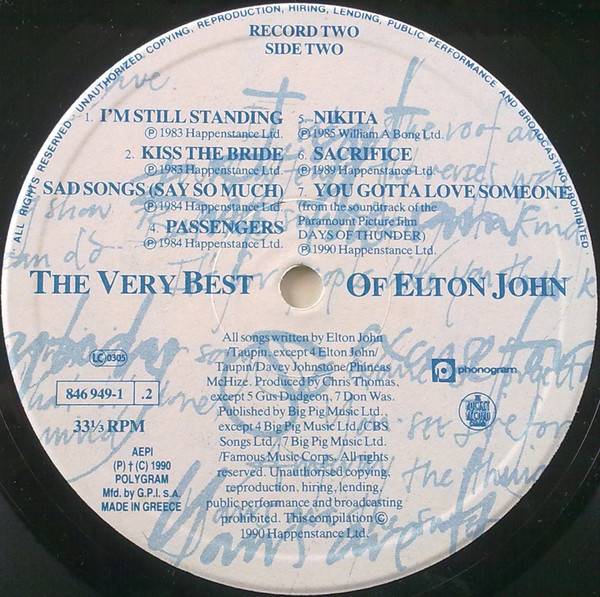 ALL RIGHTS RESERVED. UNAUTHORIZED COPYING, REPRODUCTION, HIRING, LENDING, PUBLIC PERFORMANCE AND BROADCASTING PROHIBITED
RECORD TWO
SIDE TWO
1. I'M STILL STANDING
Ⓟ 1983 Happenstance Ltd.
2. KISS THE BRIDE
Ⓟ 1983 Happenstance Ltd.
SAD SONGS (SAY SO MUCH)
Ⓟ 1984 Happenstance Ltd.
4. PASSENGERS
Ⓟ 1984 Happenstance Ltd.
5. NIKITA
Ⓟ 1985 William A Bong Ltd.
6. SACRIFICE
Ⓟ 1989 Happenstance Ltd.
7. YOU GOTTA LOVE SOMEONE
(from the soundtrack of the
Paramount Picture film
DAYS OF THUNDER)
Ⓟ 1990 Happenstance Ltd.
THE VERY BEST OF ELTON JOHN
LC 0305
846 949-1 .2
33⅓ RPM
AEPI
(P) † (C) 1990
POLYGRAM
Mfd. by G.P.I. S.A.
MADE IN GREECE
All songs written by Elton John
/Taupin, except 4 Elton John/
Taupin/Davey Johnstone/Phineas
McHize. Produced by Chris Thomas,
except 5 Gus Dudgeon, 7 Don Was.
Published by Big Pig Music Ltd.,
except 4 Big Pig Music Ltd./CBS
Songs Ltd., 7 Big Pig Music Ltd.
/Famous Music Corps. All rights
reserved. Unauthorised copying,
reproduction, hiring, lending,
public performance and broadcasting
prohibited. This compilation ©
1990 Happenstance Ltd.
phonogram